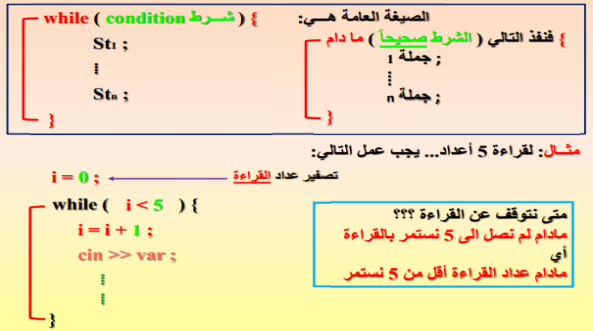 الصيغة العامة هـــي:
ما دام ( الشرط صحيحاً ) فنفذ التالي {
جملة 1 ;
⁞
جملة n ;
}
while ( condition شـــرط ) {
St1 ;
⁞
Stn ;
}
مثـــال: لقراءة 5 أعداد... يجب عمل التالي:
i = 0 ;
تصفير عداد القراءة
while ( i < 5 ) {
i = i + 1 ;
cin >> var ;
⁞
⁞
}
متى نتوقف عن القراءة ؟؟؟
مادام لم نصل الى 5 نستمر بالقراءة
أي
مادام عداد القراءة أقل من 5 نستمر